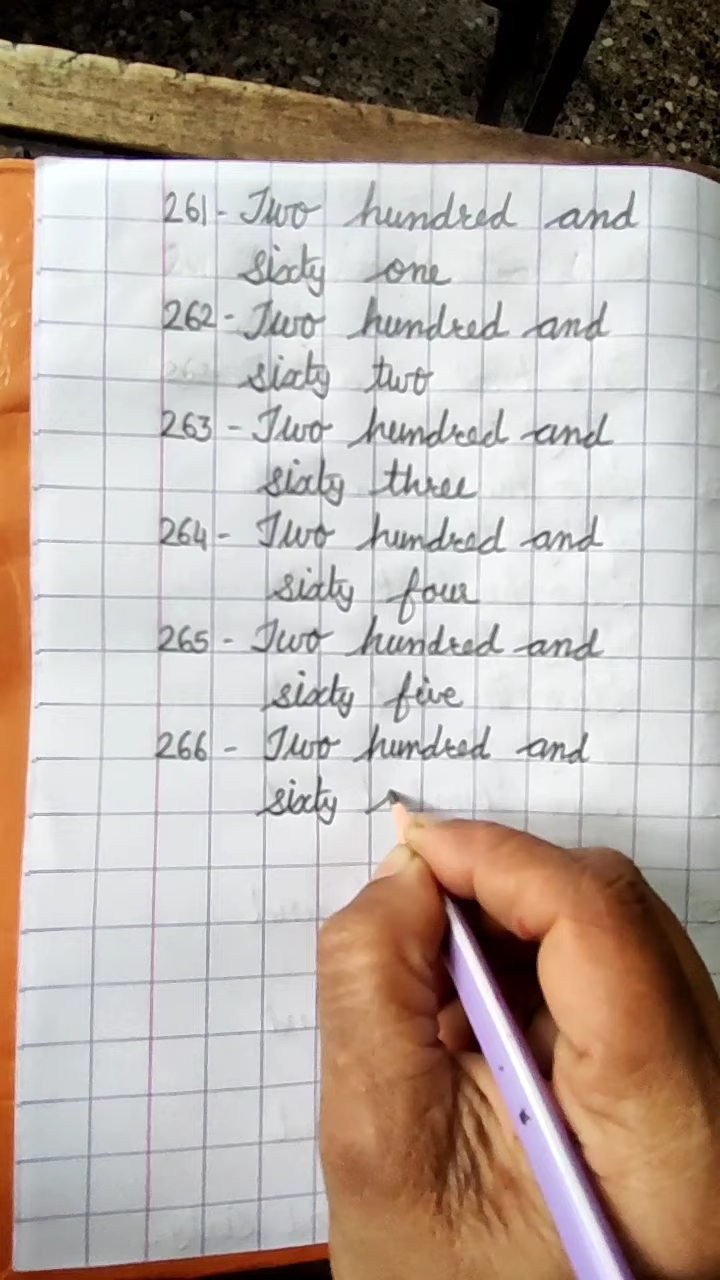 261 - Two hundred and
sixty one
262 - Two hundred and
sixty two
263 - Two hundred and
sixty three
264 - Two hundred and
sixty four
265 - Two hundred and
sixty five
266 - Two hundred and
sixty s